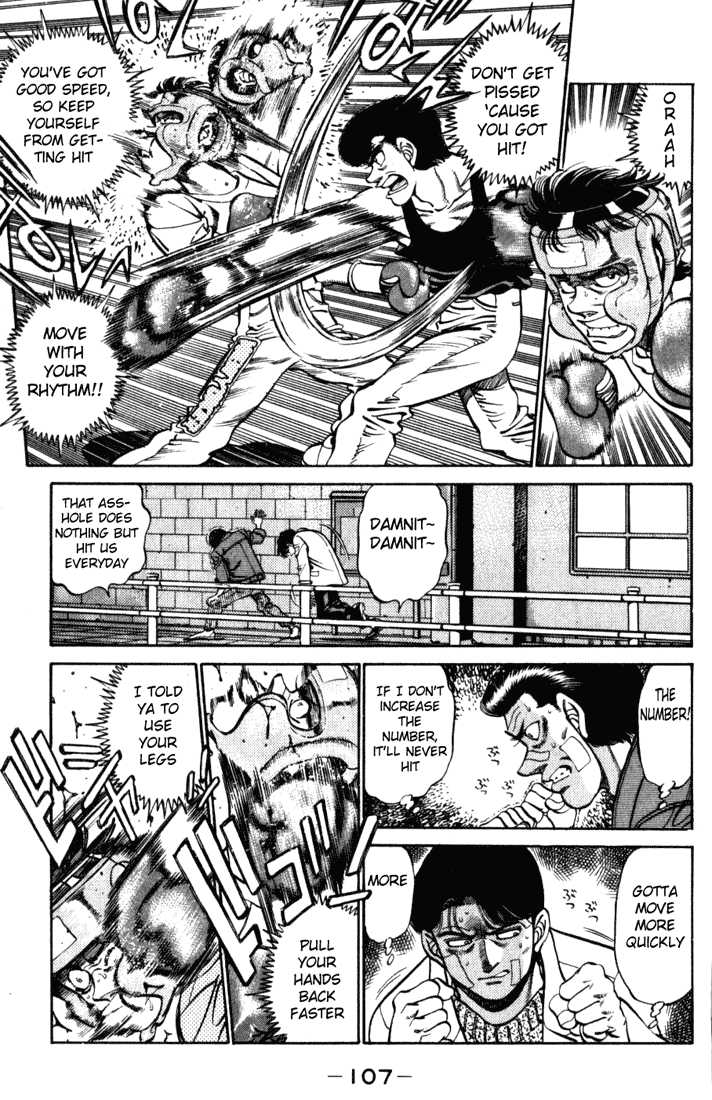 ORAAH
DON'T GET
PISSED
'CAUSE
YOU GOT
HIT!
YOU'VE GOT
GOOD SPEED,
SO KEEP
YOURSELF
FROM GET-
TING HIT
MOVE
WITH
YOUR
RHYTHM!!
DAMNIT~
DAMNIT~
THAT ASS-
HOLE DOES
NOTHING BUT
HIT US
EVERYDAY
THE
NUMBER!
IF I DON'T
INCREASE
THE
NUMBER,
IT'LL NEVER
HIT
I TOLD
YA TO
USE
YOUR
LEGS
PULL
YOUR
HANDS
BACK
FASTER
GOTTA
MOVE
MORE
QUICKLY
MORE
— 107 —